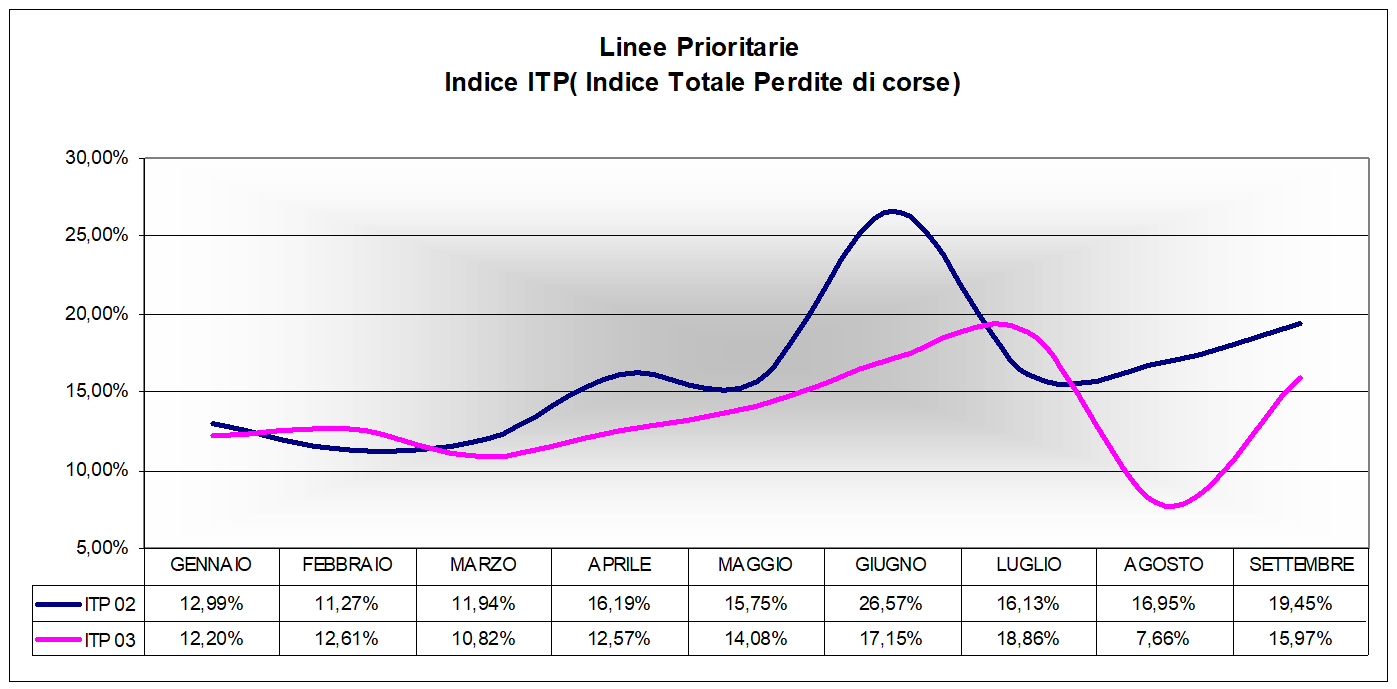 Linee Prioritarie
Indice ITP( Indice Totale Perdite di corse)
30,00%
25,00%
20,00%
15,00%
10,00%
5,00%
GENNAIO FEBBRAIO MARZO APRILE MAGGIO GIUGNO LUGLIO AGOSTO SETTEMBRE
ITP 02 12,99% 11,27% 11,94% 16,19% 15,75% 26,57% 16,13% 16,95% 19,45%
ITP 03 12,20% 12,61% 10,82% 12,57% 14,08% 17,15% 18,86% 7,66% 15,97%